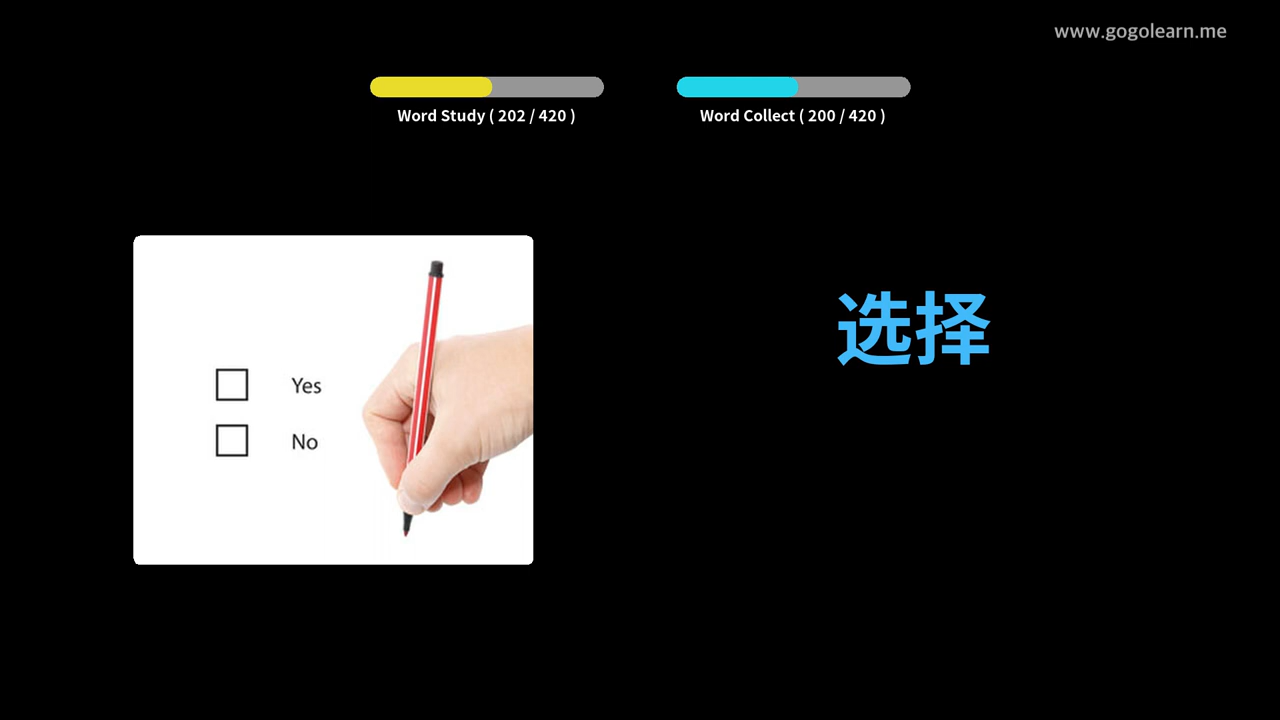 www.gogolearn.me
Word Study ( 202 / 420 )
Word Collect ( 200 / 420 )
选择
Yes
No